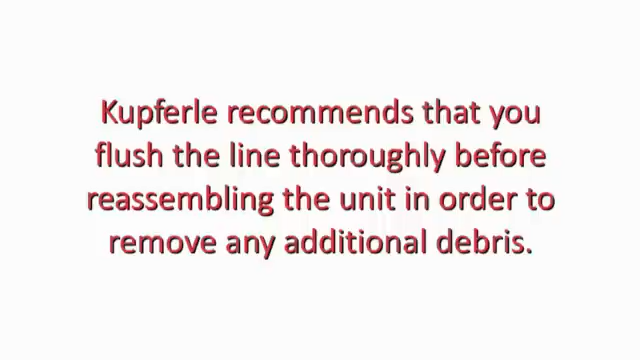 Kupferle recommends that you
flush the line thoroughly before
reassembling the unit in order to
remove any additional debris.